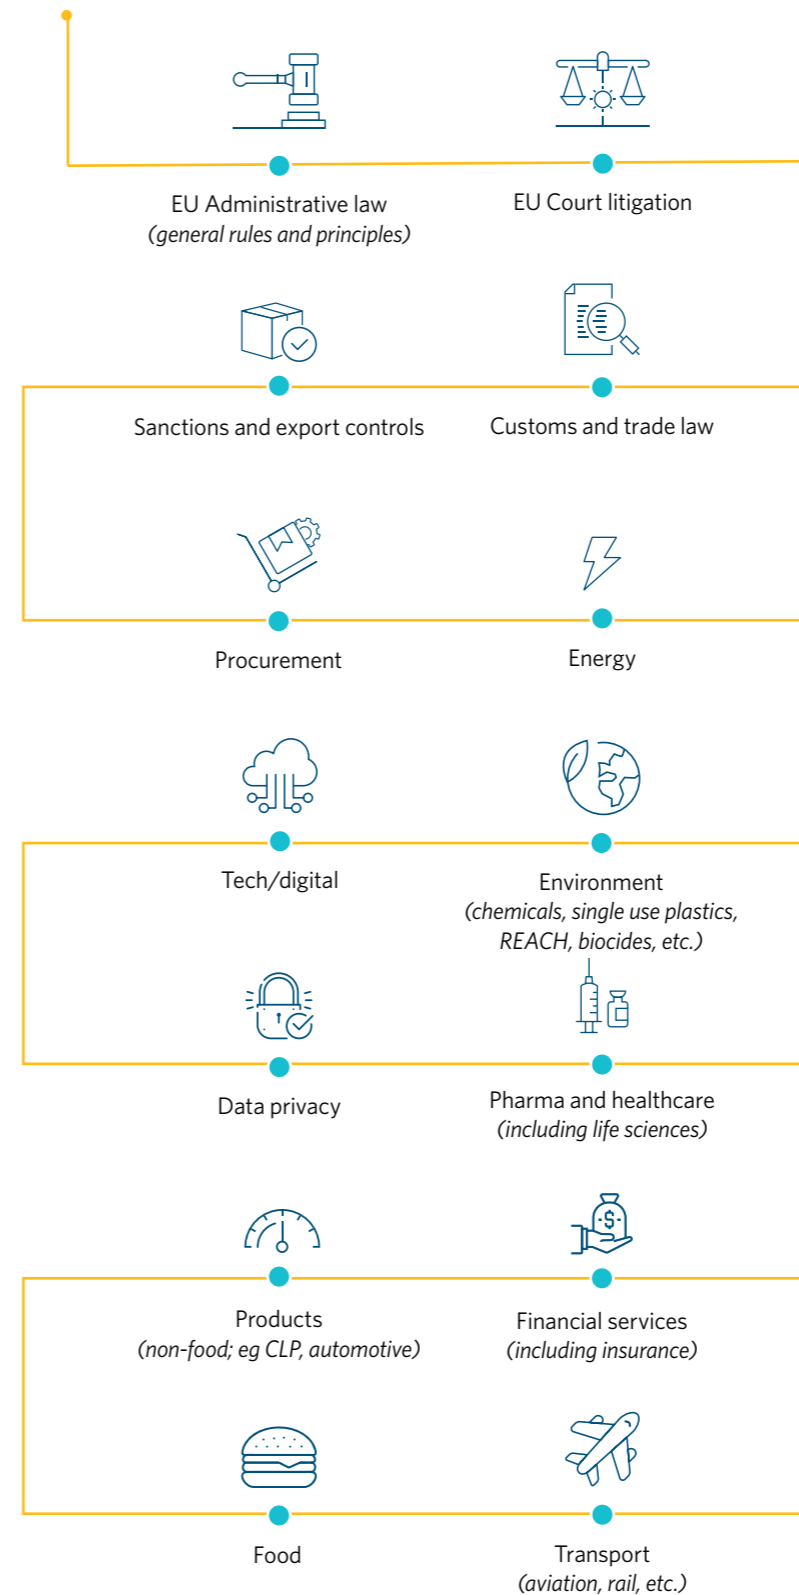 EU Administrative law
(general rules and principles)
EU Court litigation
Sanctions and export controls
Customs and trade law
Procurement
Energy
Tech/digital
Environment
(chemicals, single use plastics,
REACH, biocides, etc.)
Data privacy
Pharma and healthcare
(including life sciences)
$
Products
(non-food; eg CLP, automotive)
Financial services
(including insurance)
Food
Transport
(aviation, rail, etc.)